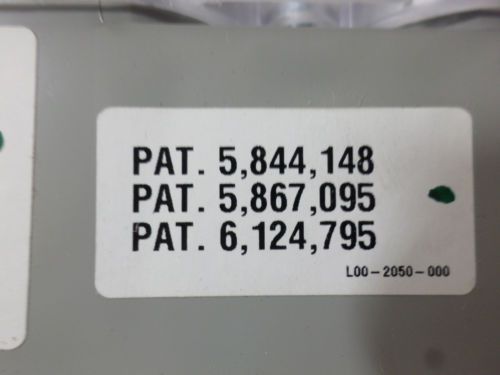 PAT. 5,844,148
PAT. 5,867,095
PAT. 6,124,795
L00-2050-000